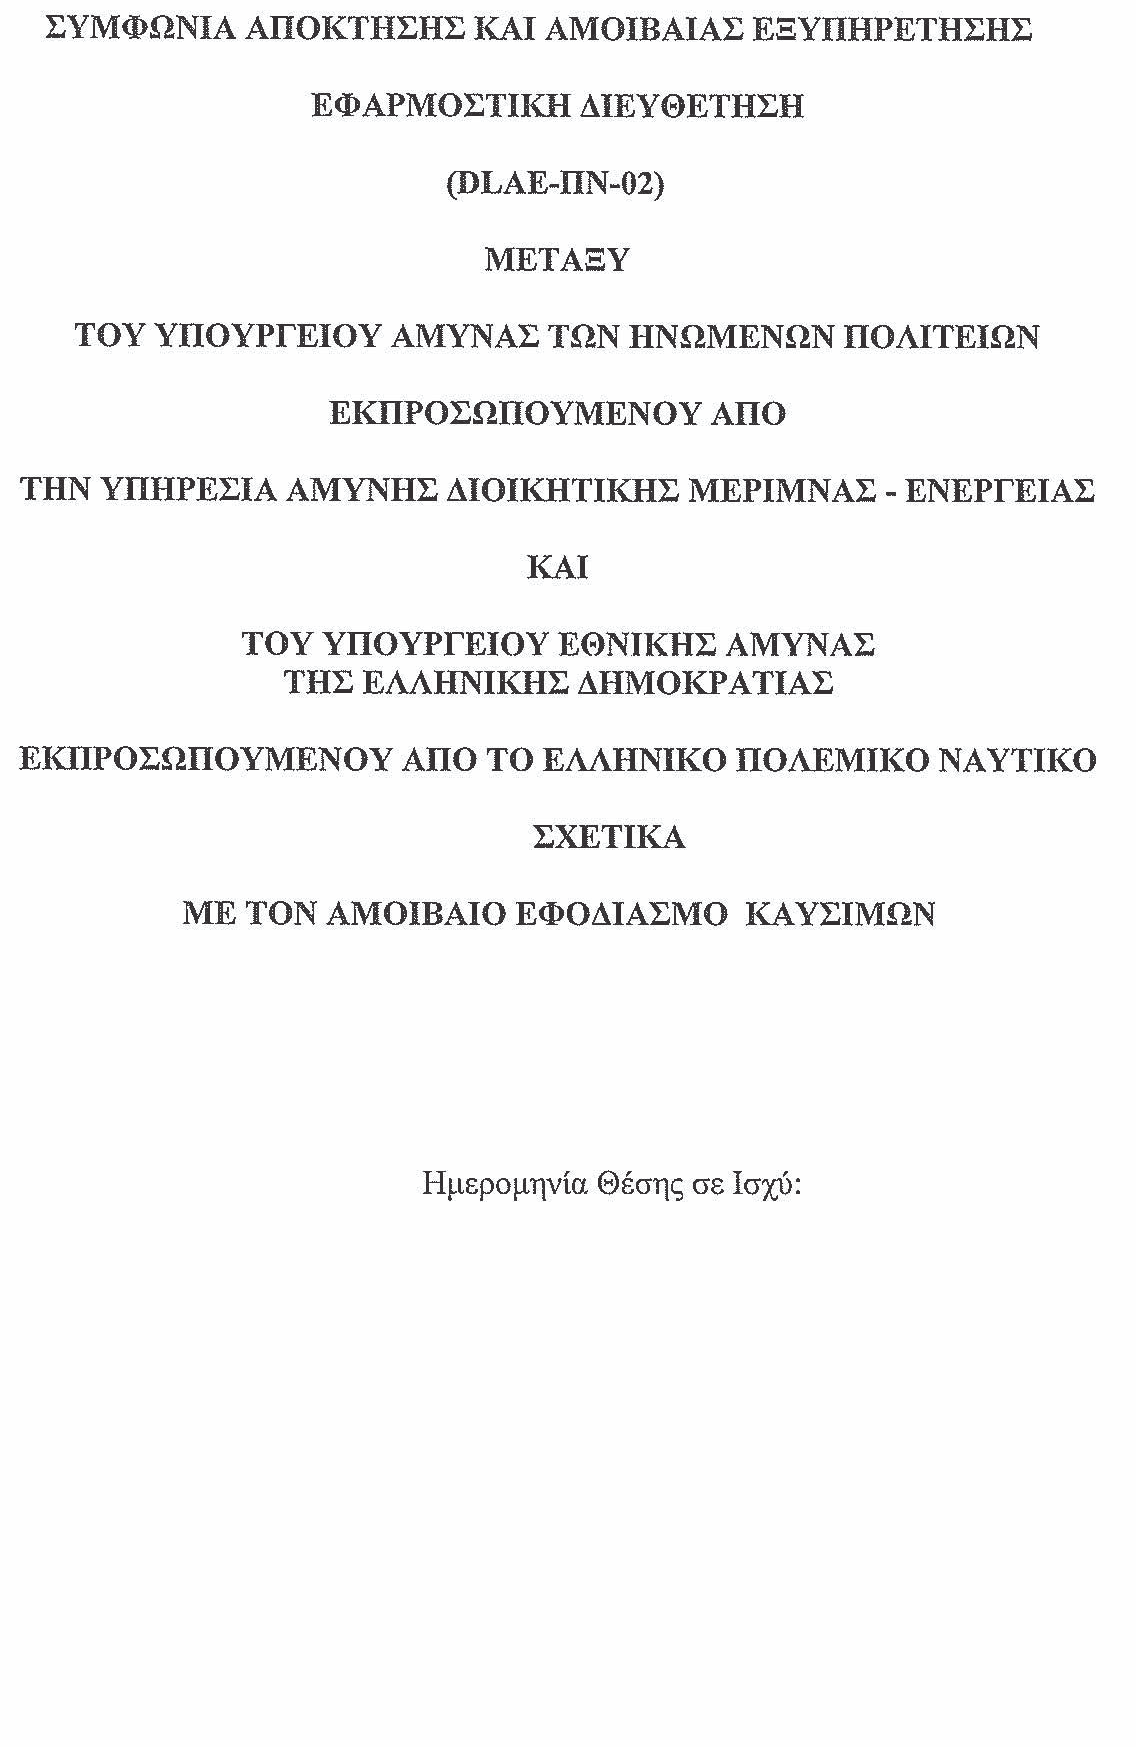 ΣΥΜΦΩΝΙΑ ΑΠΟΚΤΗΣΗΣ ΚΑΙ ΑΜΟΙΒΑΙΑΣ ΕΞΥΠΗΡΕΤΗΣΗΣ
ΕΦΑΡΜΟΣΤΙΚΗ ΔΙΕΥΘΕΤΗΣΗ
(DLAE-ΠΝ-02)
ΜΕΤΑΞΥ
ΤΟΥ ΥΠΟΥΡΓΕΙΟΥ ΑΜΥΝΑΣ ΤΩΝ ΗΝΩΜΕΝΩΝ ΠΟΛΙΤΕΙΩΝ
ΕΚΠΡΟΣΩΠΟΥΜΕΝΟΥ ΑΠΟ
ΤΗΝ ΥΠΗΡΕΣΙΑ ΑΜΥΝΗΣ ΔΙΟΙΚΗΤΙΚΗΣ ΜΕΡΙΜΝΑΣ - ΕΝΕΡΓΕΙΑΣ
ΚΑΙ
ΤΟΥ ΥΠΟΥΡΓΕΙΟΥ ΕΘΝΙΚΗΣ ΑΜΥΝΑΣ
ΤΗΣ ΕΛΛΗΝΙΚΗΣ ΔΗΜΟΚΡΑΤΙΑΣ
ΕΚΠΡΟΣΩΠΟΥΜΕΝΟΥ ΑΠΟ ΤΟ ΕΛΛΗΝΙΚΟ ΠΟΛΕΜΙΚΟ ΝΑΥΤΙΚΟ
ΣΧΕΤΙΚΑ
ΜΕ ΤΟΝ ΑΜΟΙΒΑΙΟ ΕΦΟΔΙΑΣΜΟ ΚΑΥΣΙΜΩΝ
Ημερομηνία Θέσης σε Ισχύ: